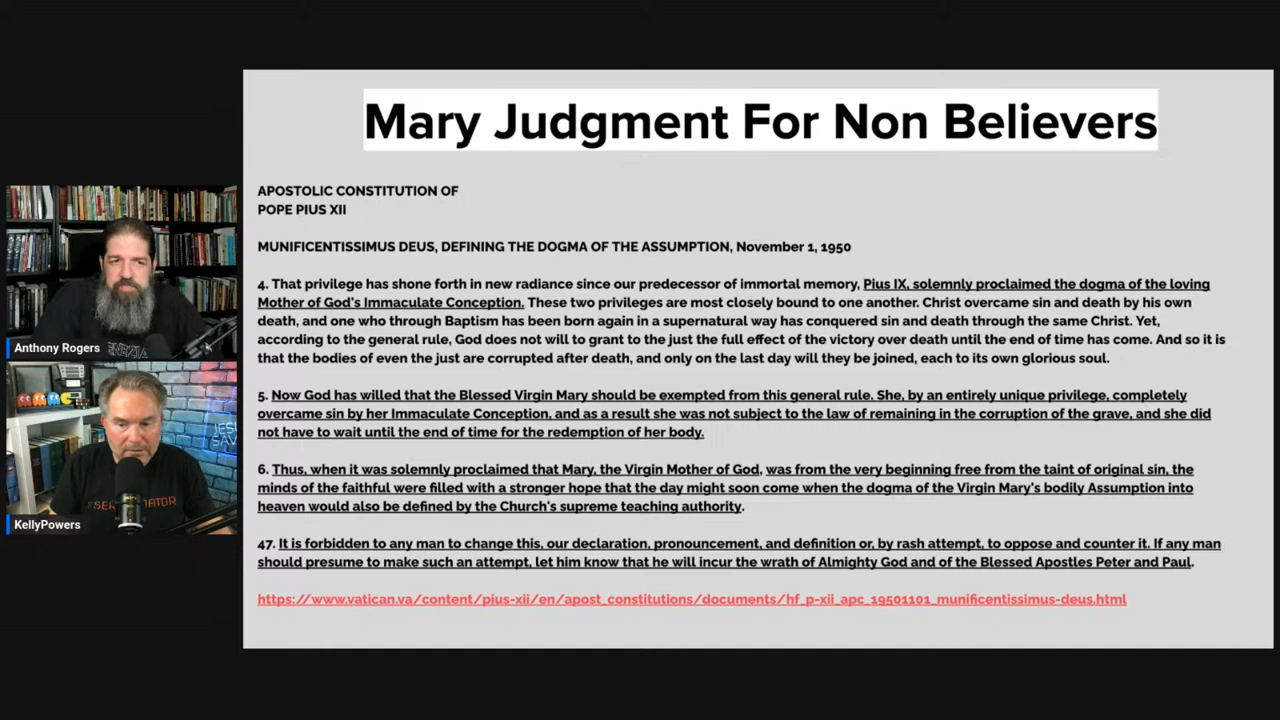 Mary Judgment For Non Believers
APOSTOLIC CONSTITUTION OF
POPE PIUS XII
MUNIFICENTISSIMUS DEUS, DEFINING THE DOGMA OF THE ASSUMPTION, November 1, 1950
4. That privilege has shone forth in new radiance since our predecessor of immortal memory, Pius IX, solemnly proclaimed the dogma of the loving
Mother of God's Immaculate Conception. These two privileges are most closely bound to one another. Christ overcame sin and death by his own
death, and one who through Baptism has been born again in a supernatural way has conquered sin and death through the same Christ. Yet,
according to the general rule, God does not will to grant to the just the full effect of the victory over death until the end of time has come. And so it is
that the bodies of even the just are corrupted after death, and only on the last day will they be joined, each to its own glorious soul.
5. Now God has willed that the Blessed Virgin Mary should be exempted from this general rule. She, by an entirely unique privilege, completely
overcame sin by her Immaculate Conception, and as a result she was not subject to the law of remaining in the corruption of the grave, and she did
not have to wait until the end of time for the redemption of her body.
6. Thus, when it was solemnly proclaimed that Mary, the Virgin Mother of God, was from the very beginning free from the taint of original sin, the
minds of the faithful were filled with a stronger hope that the day might soon come when the dogma of the Virgin Mary's bodily Assumption into
heaven would also be defined by the Church's supreme teaching authority.
47. It is forbidden to any man to change this, our declaration, pronouncement, and definition or, by rash attempt, to oppose and counter it. If any man
should presume to make such an attempt, let him know that he will incur the wrath of Almighty God and of the Blessed Apostles Peter and Paul.
https://www.vatican.va/content/pius-xii/en/apost_constitutions/documents/hf_p-xii_apc_19501101_munificentissimus-deus.html
Anthony Rogers
KellyPowers